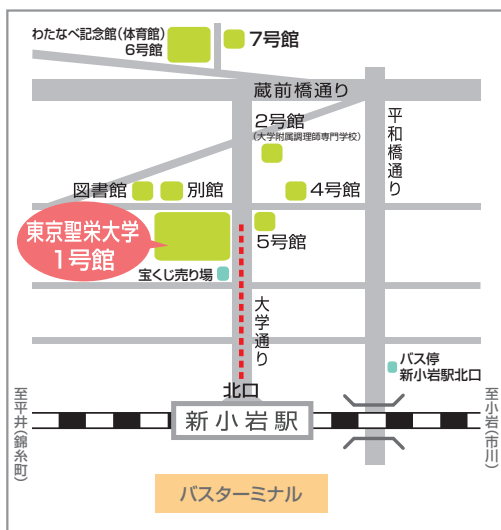 わたなべ記念館(体育館)
6号館
7号館
蔵前橋通り
2号館
(大学附属調理師専門学校)
平和橋通り
図書館
別館
4号館
東京聖栄大学
1号館
5号館
宝くじ売り場
大学通り
バス停
新小岩駅北口
北口
至平井(錦糸町)
新小岩駅
至小岩(市川)
バスターミナル